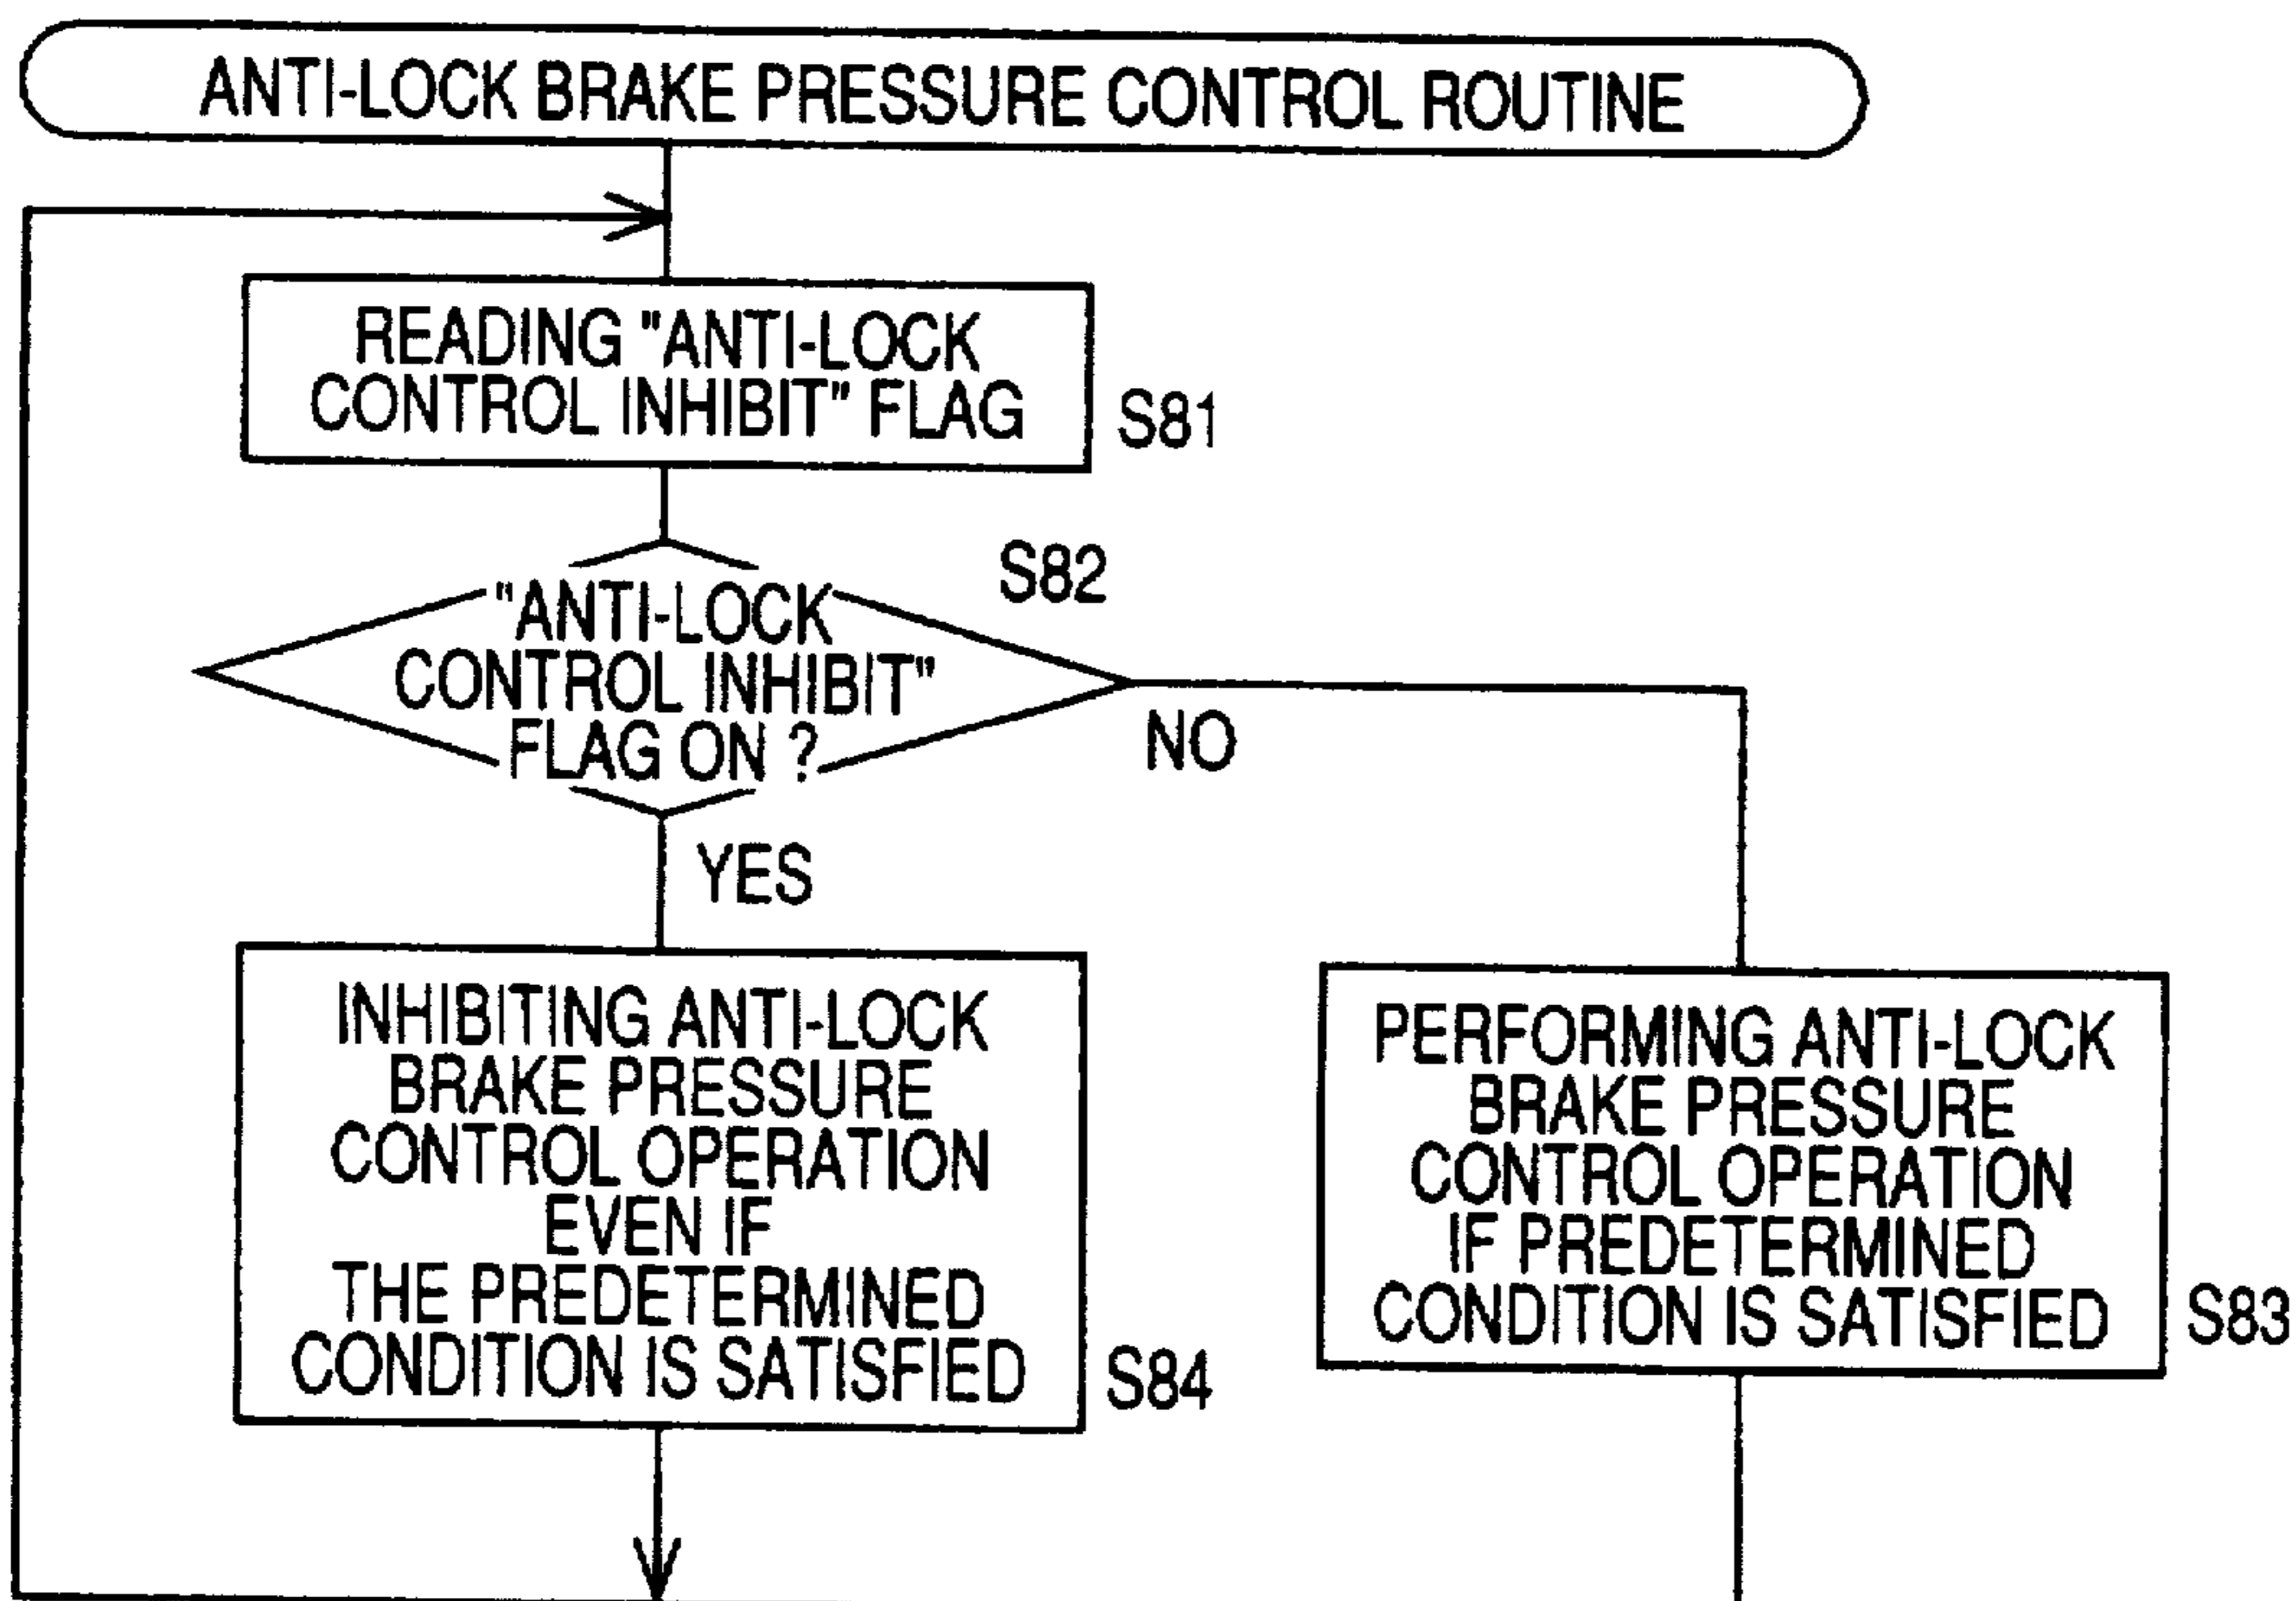 ANTI-LOCK BRAKE PRESSURE CONTROL ROUTINE
READING "ANTI-LOCK
CONTROL INHIBIT" FLAG
S81
S82
"ANTI-LOCK
CONTROL INHIBIT"
FLAG ON ?
NO
YES
INHIBITING ANTI-LOCK
BRAKE PRESSURE
CONTROL OPERATION
EVEN IF
THE PREDETERMINED
CONDITION IS SATISFIED
S84
PERFORMING ANTI-LOCK
BRAKE PRESSURE
CONTROL OPERATION
IF PREDETERMINED
CONDITION IS SATISFIED
S83